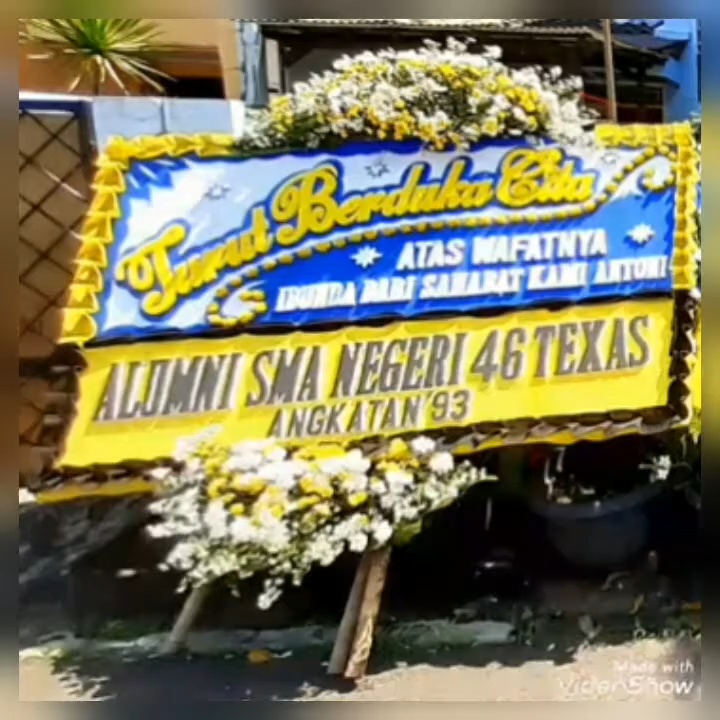 Turut Berduka Cita
ATAS WAFATNYA
IBUNDA DARI SAHABAT KAMI ANTONI
ALUMNI SMA NEGERI 46 TEXAS
ANGKATAN'93
Made with
VideoShow